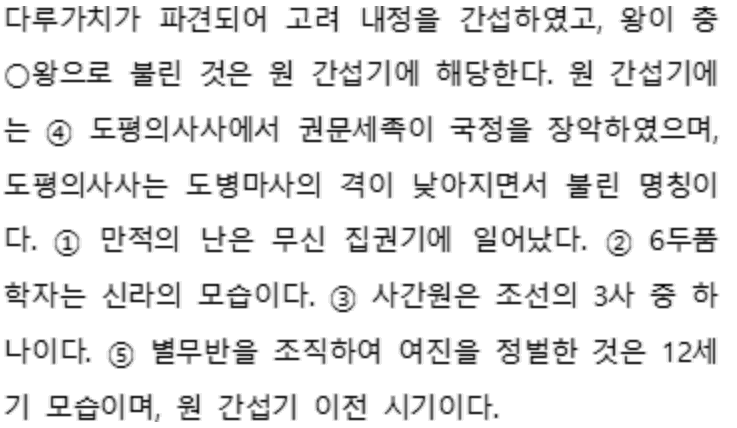 다루가치가 파견되어 고려 내정을 간섭하였고, 왕이 충
○왕으로 불린 것은 원 간섭기에 해당한다. 원 간섭기에
는 ④ 도평의사사에서 권문세족이 국정을 장악하였으며,
도평의사사는 도병마사의 격이 낮아지면서 불린 명칭이
다. ① 만적의 난은 무신 집권기에 일어났다. ② 6두품
학자는 신라의 모습이다. ③ 사간원은 조선의 3사 중 하
나이다. ⑤ 별무반을 조직하여 여진을 정벌한 것은 12세
기 모습이며, 원 간섭기 이전 시기이다.